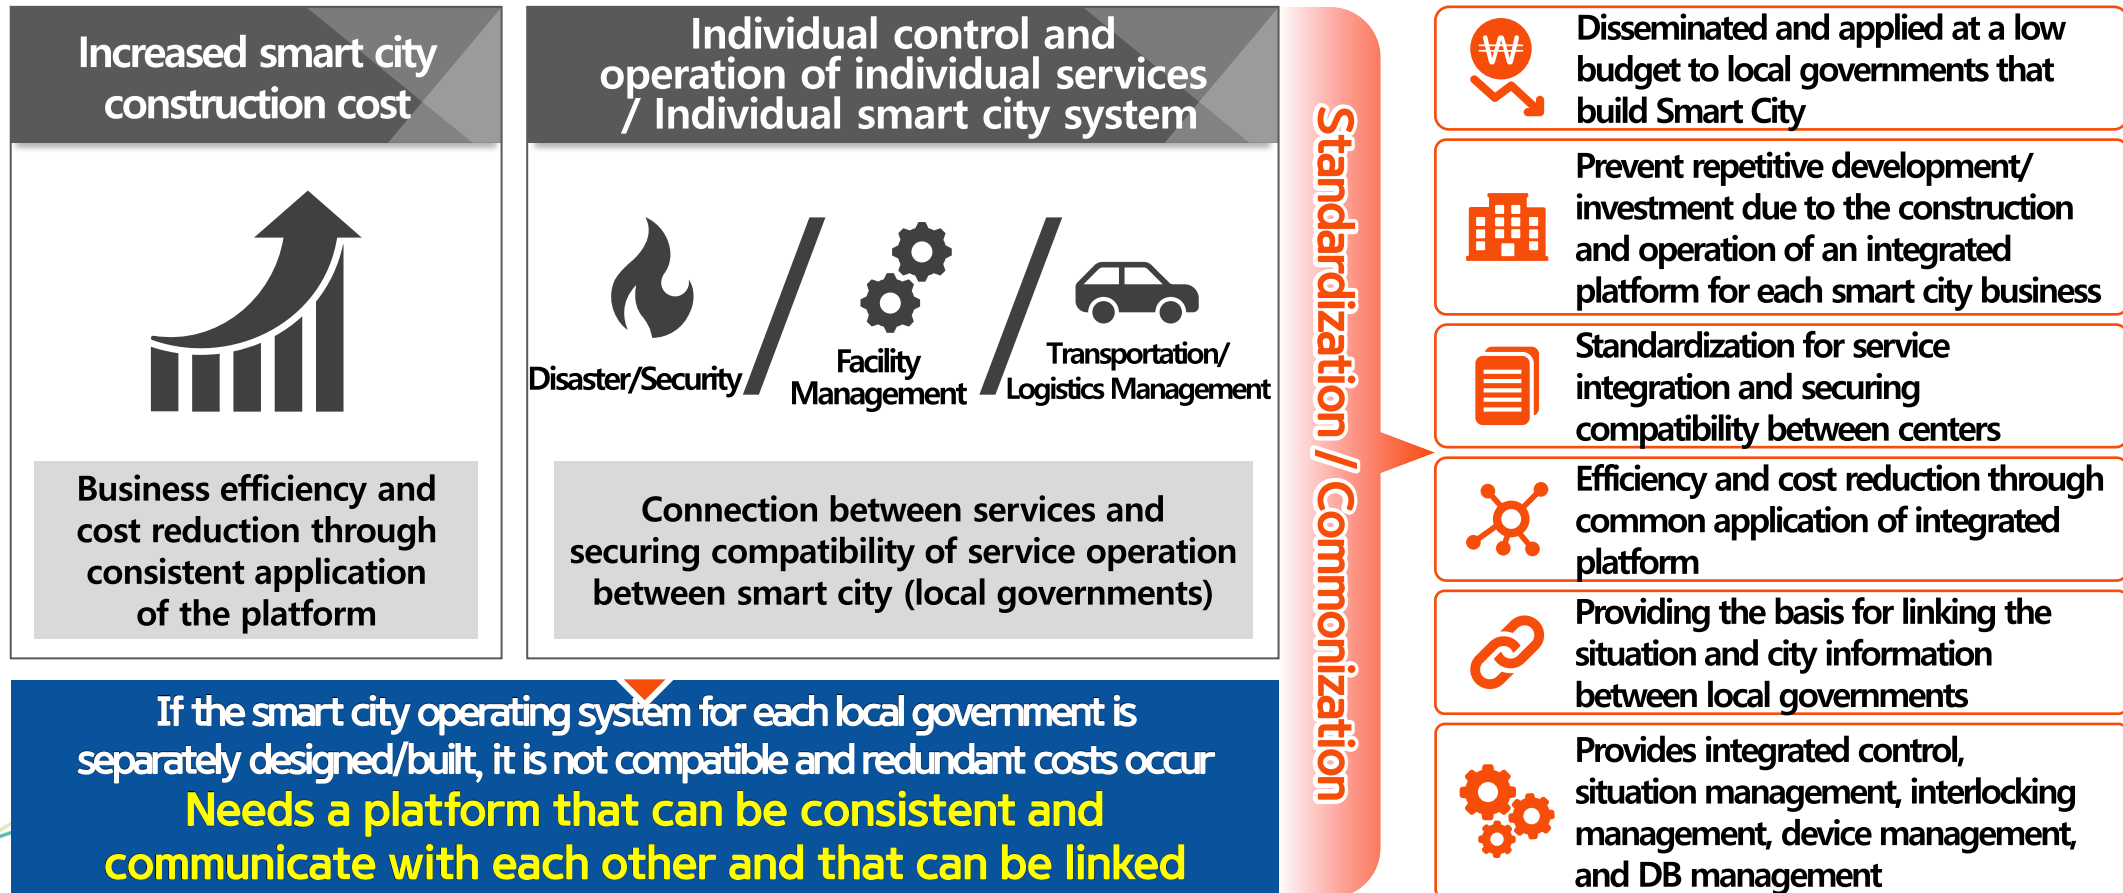 Increased smart city
construction cost
Business efficiency and
cost reduction through
consistent application
of the platform
Individual control and
operation of individual services
/ Individual smart city system
Disaster/Security
Facility
Management
Transportation/
Logistics Management
Connection between services and
securing compatibility of service operation
between smart city (local governments)
If the smart city operating system for each local government is
separately designed/built, it is not compatible and redundant costs occur
Needs a platform that can be consistent and
communicate with each other and that can be linked
Standardization / Commonization
₩
Disseminated and applied at a low
budget to local governments that
build Smart City
Prevent repetitive development/
investment due to the construction
and operation of an integrated
platform for each smart city business
Standardization for service
integration and securing
compatibility between centers
Efficiency and cost reduction through
common application of integrated
platform
Providing the basis for linking the
situation and city information
between local governments
Provides integrated control,
situation management, interlocking
management, device management,
and DB management